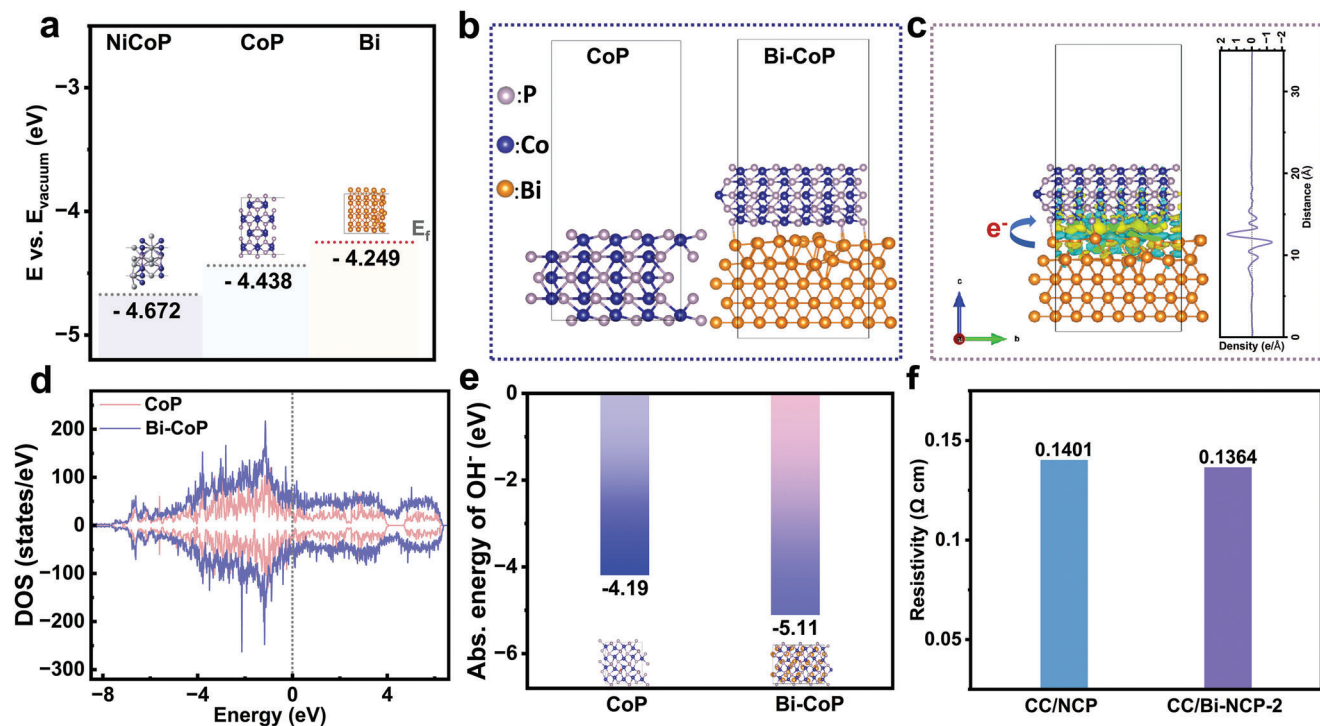 a
NiCoP CoP Bi
E vs. E_vacuum (eV)
−3
−4
−5
E_f
- 4.672
- 4.438
- 4.249
b
CoP Bi-CoP
:P
:Co
:Bi
c
e⁻
c
b
2 1 0 −1 −2
Density (e/Å)
0 10 20 30
Distance (Å)
d
CoP
Bi-CoP
DOS (states/eV)
200
100
0
−100
−200
−300
−8 −4 0 4
Energy (eV)
e
Abs. energy of OH⁻ (eV)
0
−2
−4
−6
-4.19
-5.11
CoP Bi-CoP
f
Resistivity (Ω cm)
0.15
0.10
0.05
0.1401
0.1364
CC/NCP CC/Bi-NCP-2